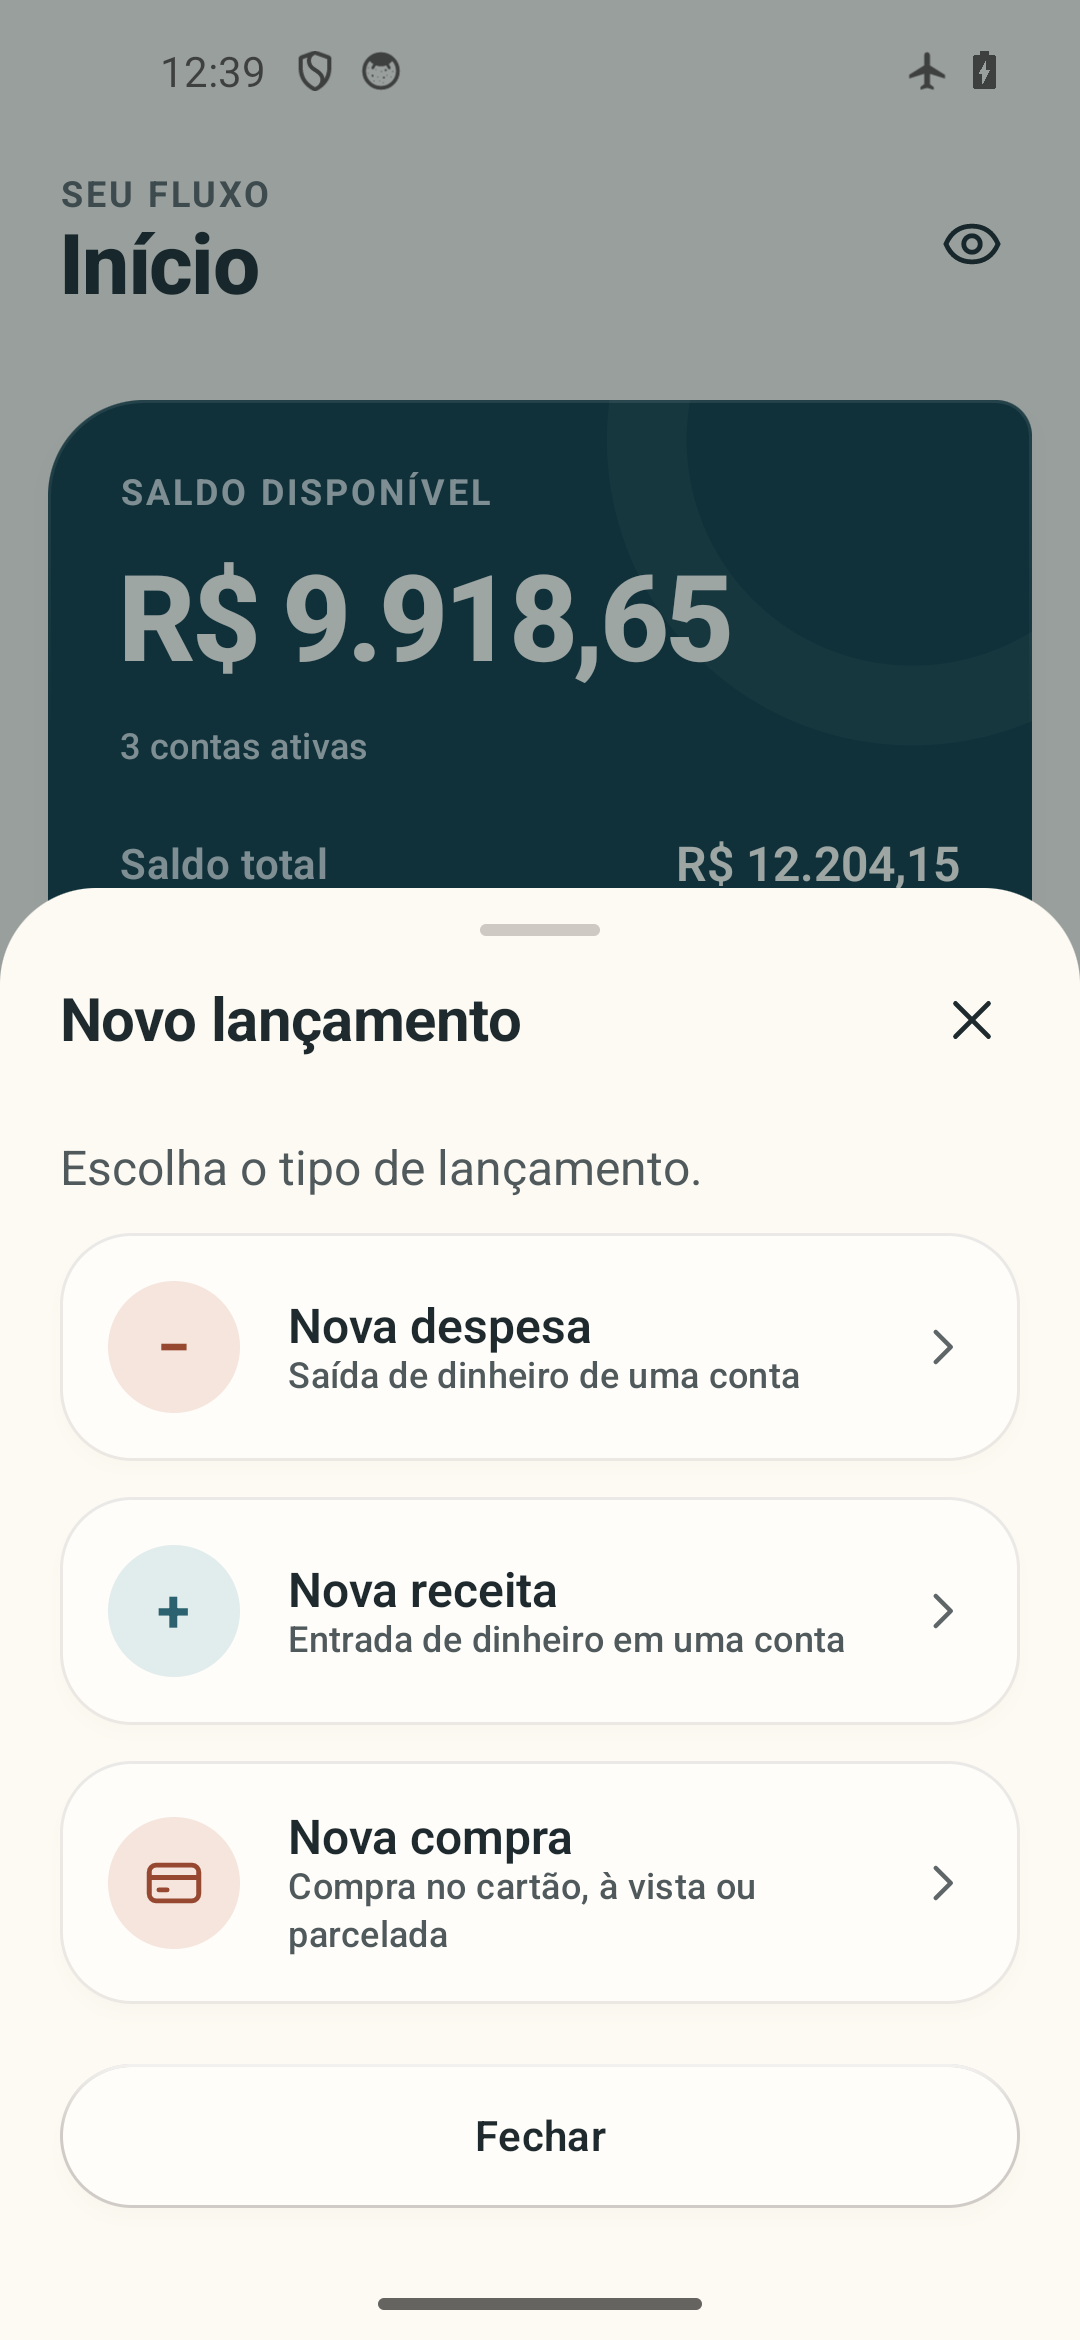 12:39
SEU FLUXO
Início
SALDO DISPONÍVEL
R$ 9.918,65
3 contas ativas
Saldo total R$ 12.204,15
Novo lançamento
Escolha o tipo de lançamento.
Nova despesa
Saída de dinheiro de uma conta
Nova receita
Entrada de dinheiro em uma conta
Nova compra
Compra no cartão, à vista ou
parcelada
Fechar